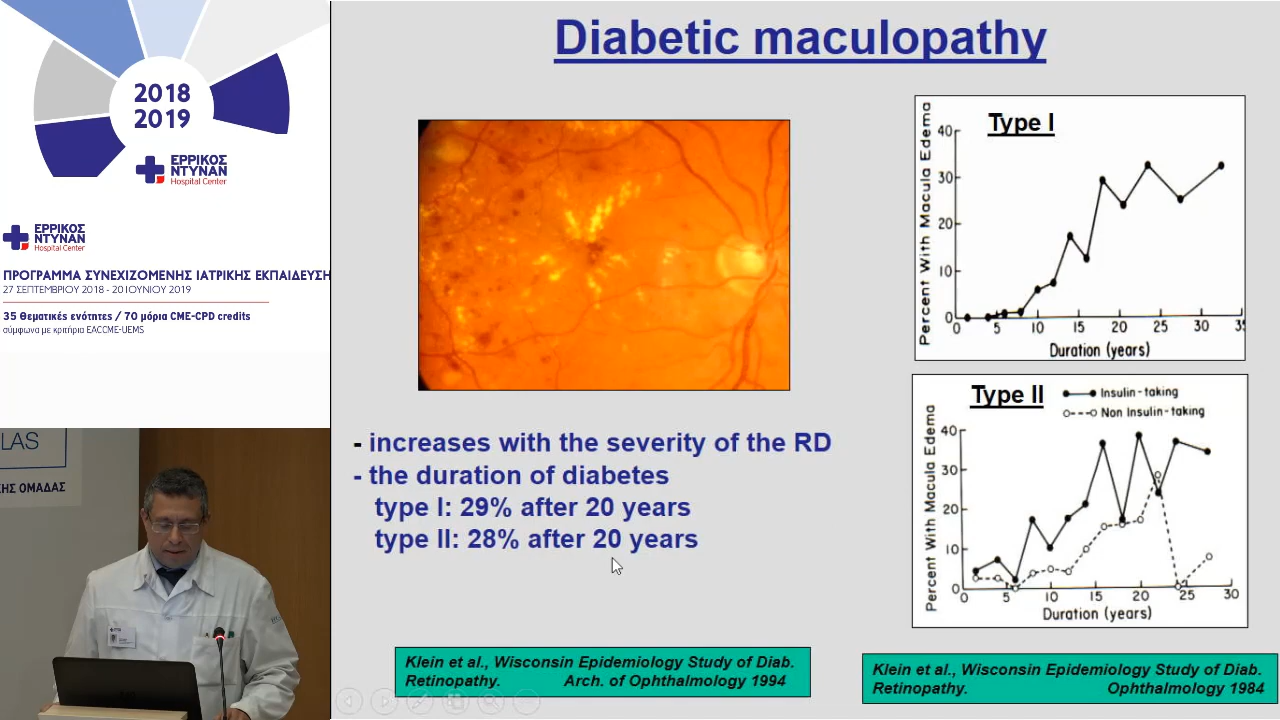 2018
2019
ΕΡΡΙΚΟΣ
ΝΤΥΝΑΝ
Hospital Center
ΕΡΡΙΚΟΣ
ΝΤΥΝΑΝ
Hospital Center
ΠΡΟΓΡΑΜΜΑ ΣΥΝΕΧΙΖΟΜΕΝΗΣ ΙΑΤΡΙΚΗΣ ΕΚΠΑΙΔΕΥΣΗ
27 ΣΕΠΤΕΜΒΡΙΟΥ 2018 - 20 ΙΟΥΝΙΟΥ 2019
35 θεματικές ενότητες / 70 μόρια CME-CPD credits
σύμφωνα με κριτήρια EACCME-UEMS
LAS
ΚΗΣ ΟΜΑΔΑΣ
Diabetic maculopathy
- increases with the severity of the RD
- the duration of diabetes
type I: 29% after 20 years
type II: 28% after 20 years
Klein et al., Wisconsin Epidemiology Study of Diab.
Retinopathy. Arch. of Ophthalmology 1994
Type I
Percent With Macula Edema
40
30
20
10
0
0 5 10 15 20 25 30 35
Duration (years)
Type II
Insulin-taking
Non Insulin-taking
Percent With Macula Edema
40
30
20
10
0
0 5 10 15 20 25 30
Duration (years)
Klein et al., Wisconsin Epidemiology Study of Diab.
Retinopathy. Ophthalmology 1984